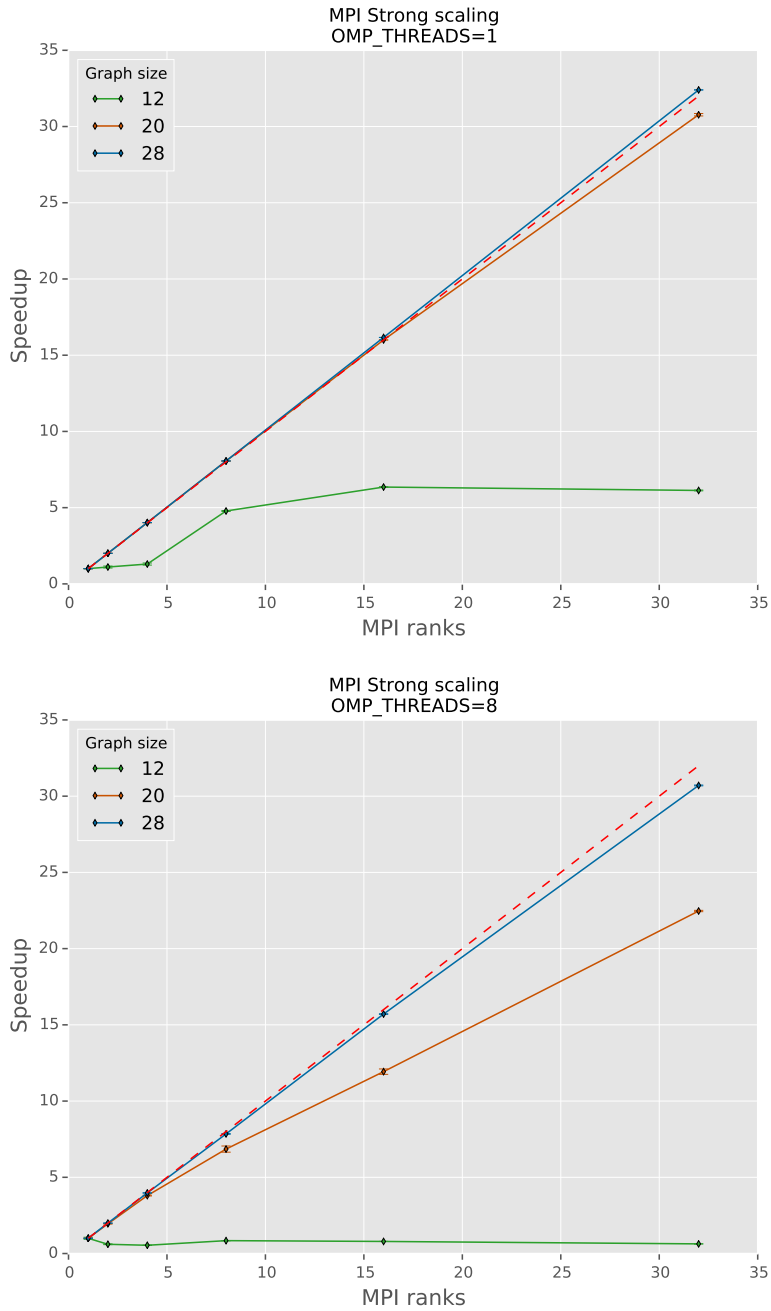 MPI Strong scaling
OMP_THREADS=1
35
30
25
20
15
10
5
0
Speedup
Graph size
12
20
28
0 5 10 15 20 25 30 35
MPI ranks
MPI Strong scaling
OMP_THREADS=8
35
30
25
20
15
10
5
0
Speedup
Graph size
12
20
28
0 5 10 15 20 25 30 35
MPI ranks